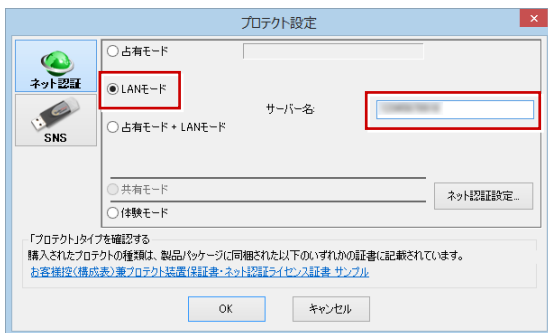 プロテクト設定
ネット認証
SNS
占有モード
LANモード
サーバー名:
占有モード + LANモード
共有モード
ネット認証設定...
体験モード
「プロテクト」タイプを確認する
購入されたプロテクトの種類は、製品パッケージに同梱された以下のいずれかの証書に記載されています。
お客様控(構成表)兼プロテクト装置保証書・ネット認証ライセンス証書 サンプル
OK
キャンセル